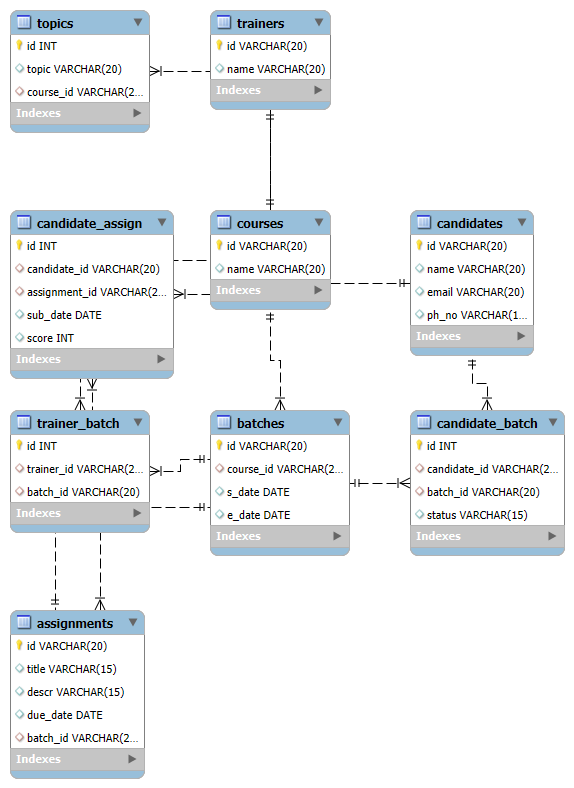 topics
id INT
topic VARCHAR(20)
course_id VARCHAR(2...
Indexes
trainers
id VARCHAR(20)
name VARCHAR(20)
Indexes
candidate_assign
id INT
candidate_id VARCHAR(20)
assignment_id VARCHAR(2...
sub_date DATE
score INT
Indexes
courses
id VARCHAR(20)
name VARCHAR(20)
Indexes
candidates
id VARCHAR(20)
name VARCHAR(20)
email VARCHAR(20)
ph_no VARCHAR(1...
Indexes
trainer_batch
id INT
trainer_id VARCHAR(2...
batch_id VARCHAR(20)
Indexes
batches
id VARCHAR(20)
course_id VARCHAR(2...
s_date DATE
e_date DATE
Indexes
candidate_batch
id INT
candidate_id VARCHAR(2...
batch_id VARCHAR(20)
status VARCHAR(15)
Indexes
assignments
id VARCHAR(20)
title VARCHAR(15)
descr VARCHAR(15)
due_date DATE
batch_id VARCHAR(2...
Indexes